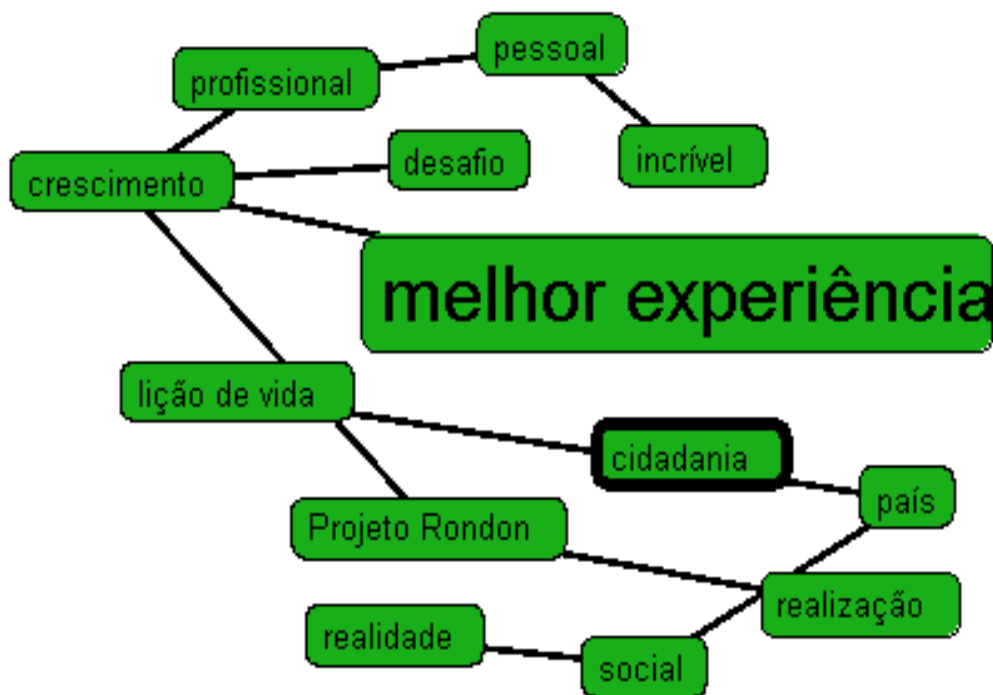 pessoal
profissional
desafio
incrível
crescimento
melhor experiência
lição de vida
cidadania
país
Projeto Rondon
realização
realidade
social